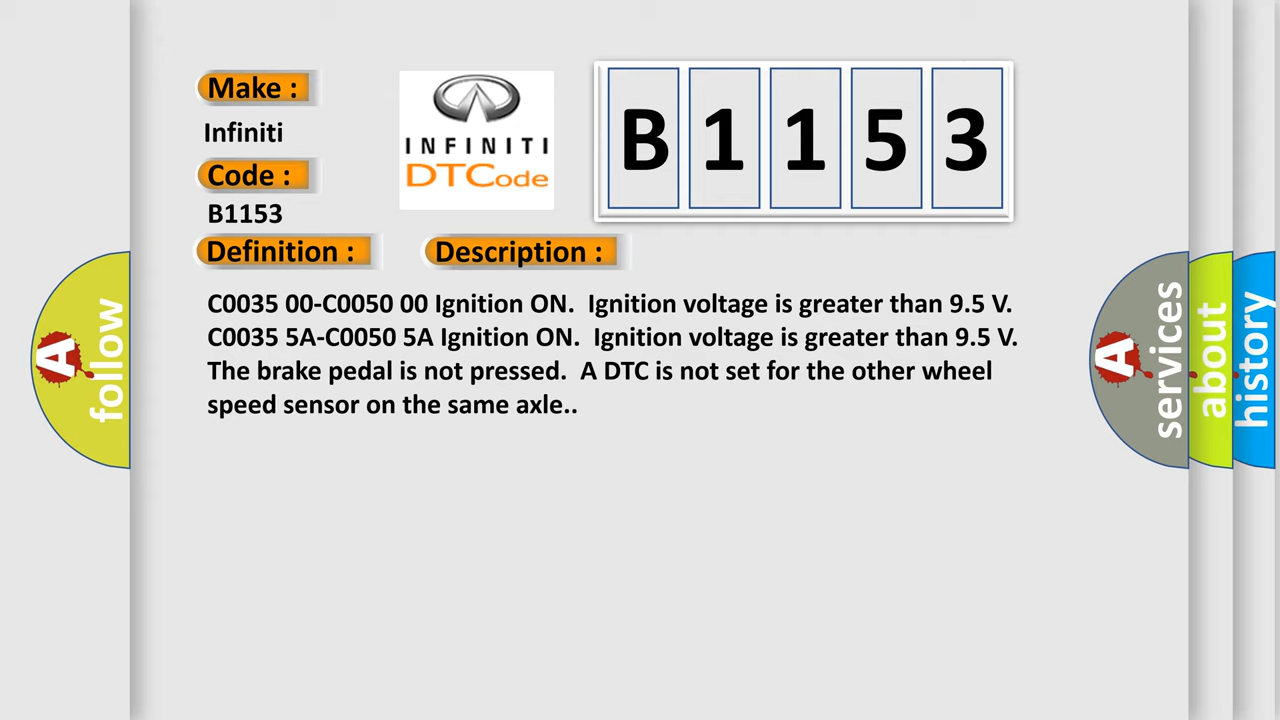 Make :
Infiniti
Code :
B1153
INFINITI
DTCode
B 1 1 5 3
Definition :
Description :
C0035 00-C0050 00 Ignition ON. Ignition voltage is greater than 9.5 V.
C0035 5A-C0050 5A Ignition ON. Ignition voltage is greater than 9.5 V.
The brake pedal is not pressed. A DTC is not set for the other wheel
speed sensor on the same axle..
A follow
A services
about
history